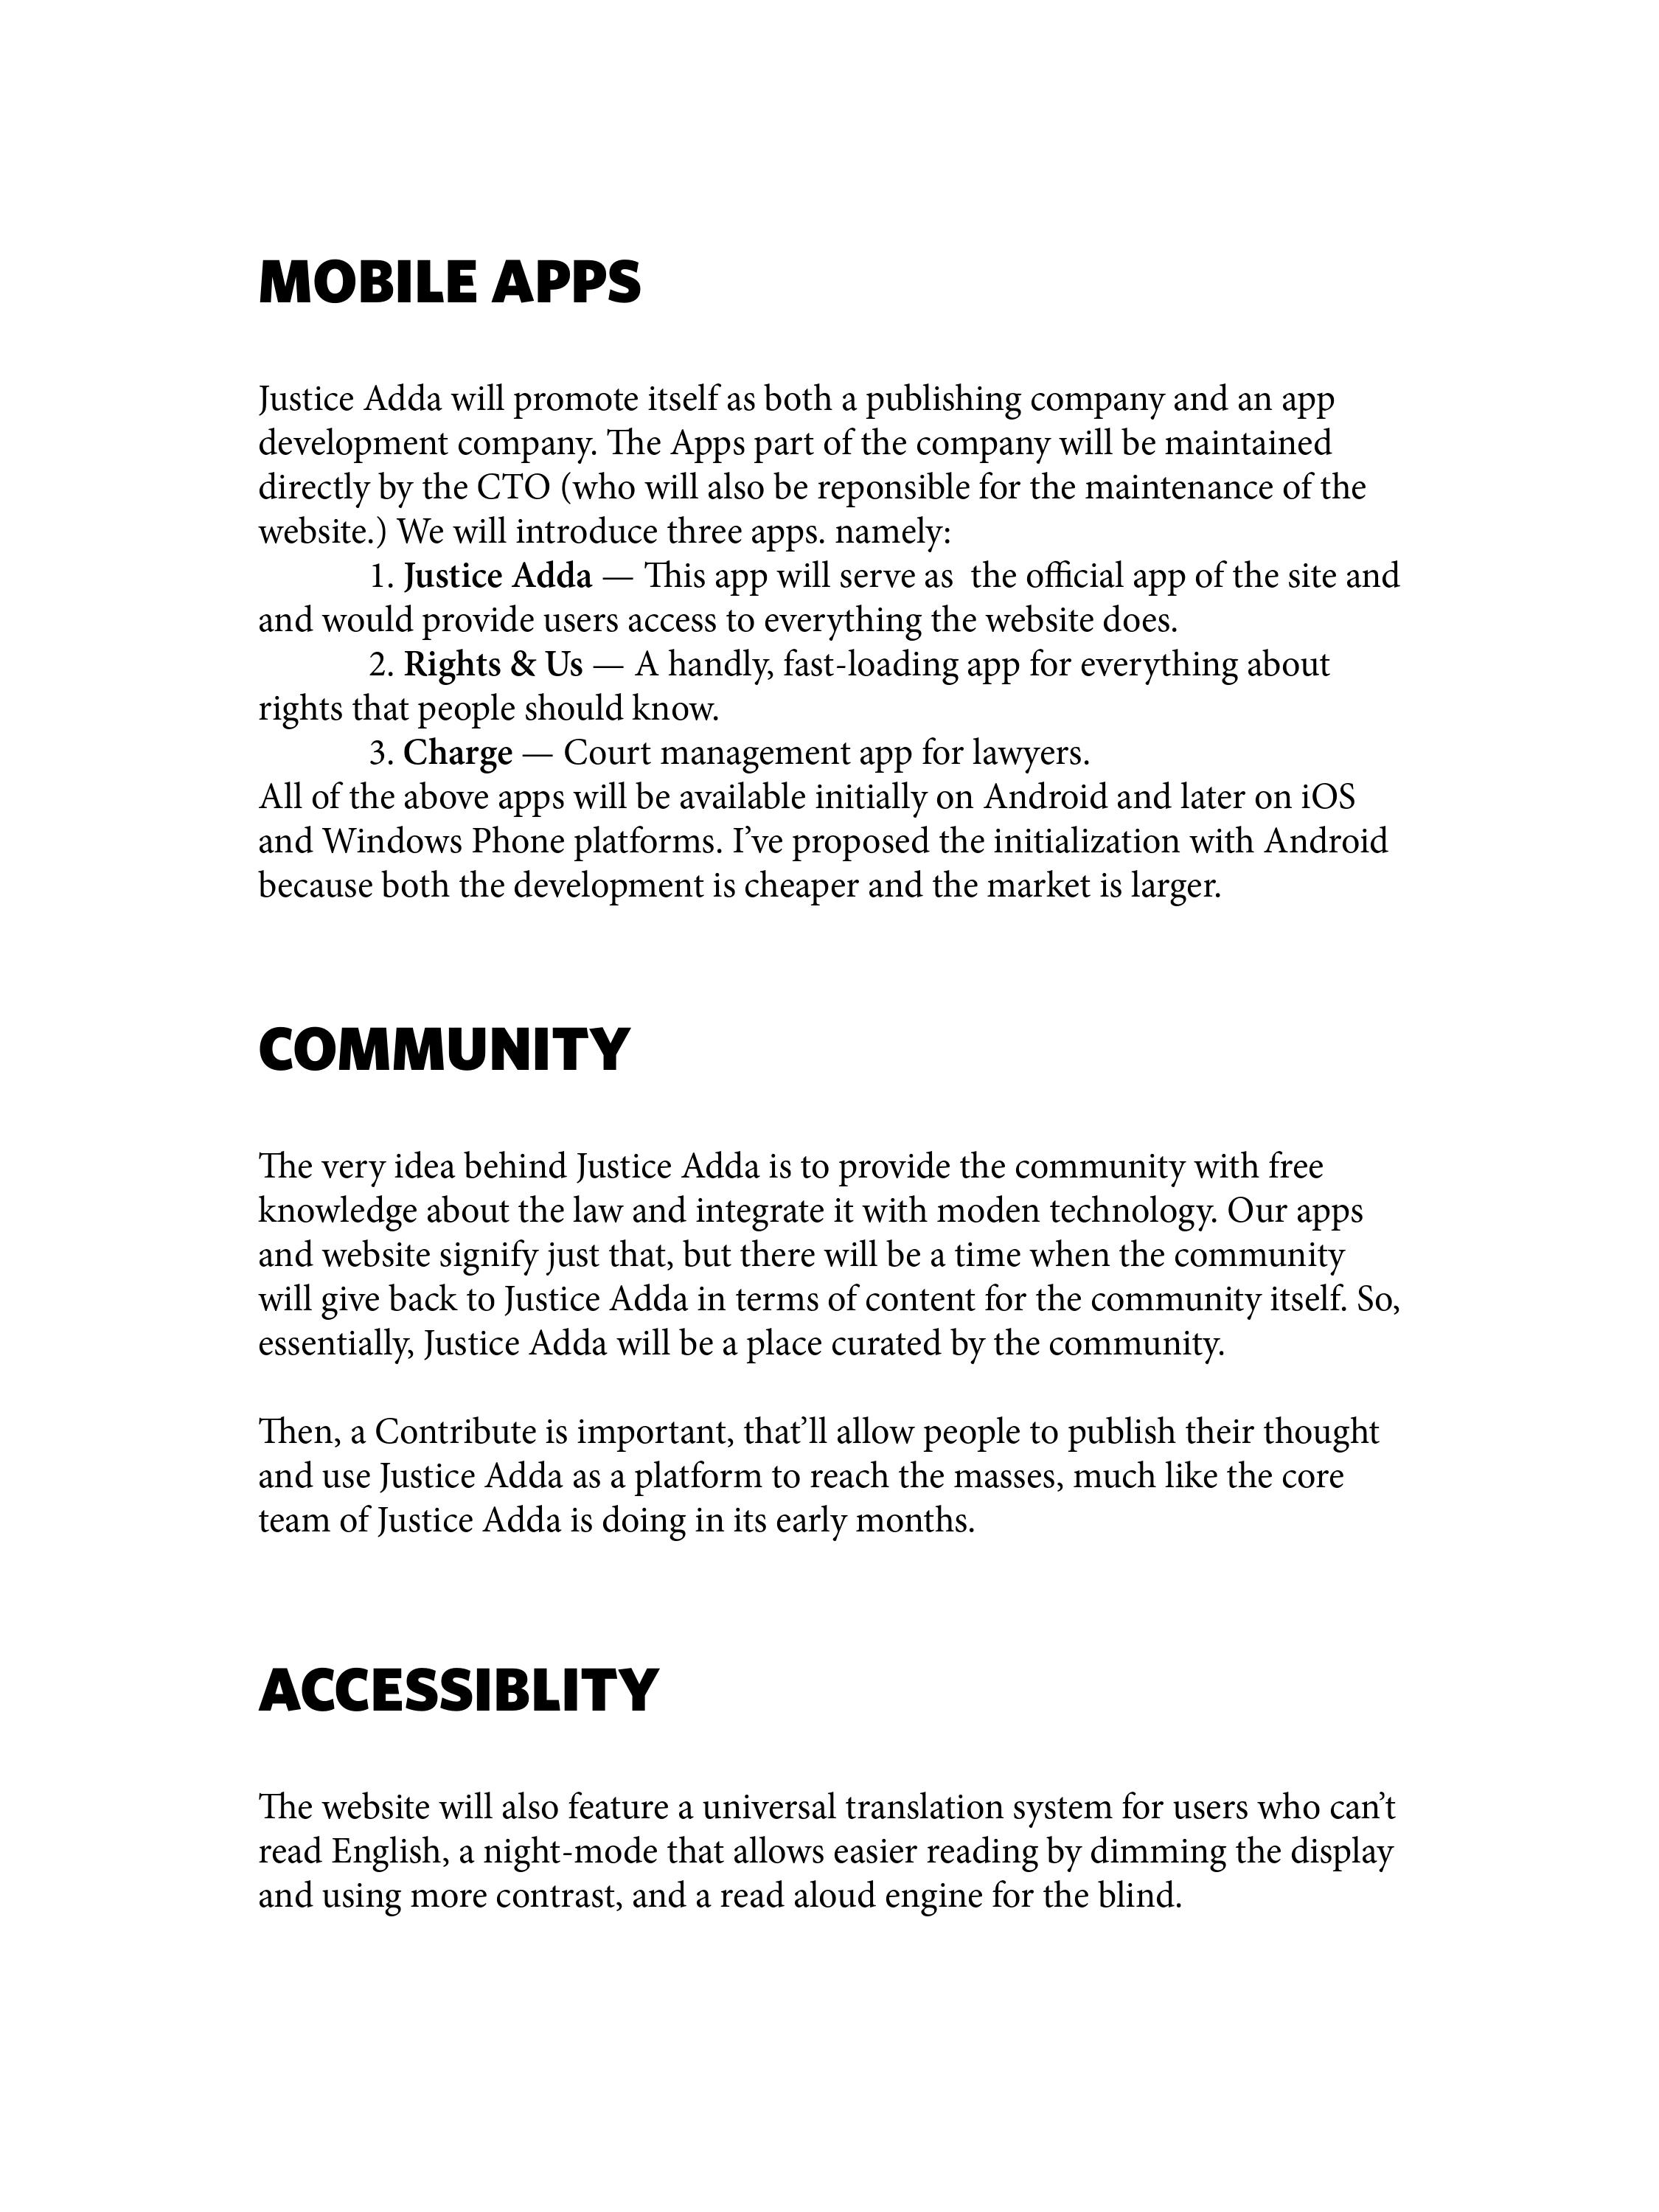 MOBILE APPS
Justice Adda will promote itself as both a publishing company and an app
development company. The Apps part of the company will be maintained
directly by the CTO (who will also be reponsible for the maintenance of the
website.) We will introduce three apps. namely:
1. Justice Adda — This app will serve as  the official app of the site and
and would provide users access to everything the website does.
2. Rights & Us — A handly, fast-loading app for everything about
rights that people should know.
3. Charge — Court management app for lawyers.
All of the above apps will be available initially on Android and later on iOS
and Windows Phone platforms. I’ve proposed the initialization with Android
because both the development is cheaper and the market is larger.
COMMUNITY
The very idea behind Justice Adda is to provide the community with free
knowledge about the law and integrate it with moden technology. Our apps
and website signify just that, but there will be a time when the community
will give back to Justice Adda in terms of content for the community itself. So,
essentially, Justice Adda will be a place curated by the community.
Then, a Contribute is important, that’ll allow people to publish their thought
and use Justice Adda as a platform to reach the masses, much like the core
team of Justice Adda is doing in its early months.
ACCESSIBLITY
The website will also feature a universal translation system for users who can’t
read English, a night-mode that allows easier reading by dimming the display
and using more contrast, and a read aloud engine for the blind.